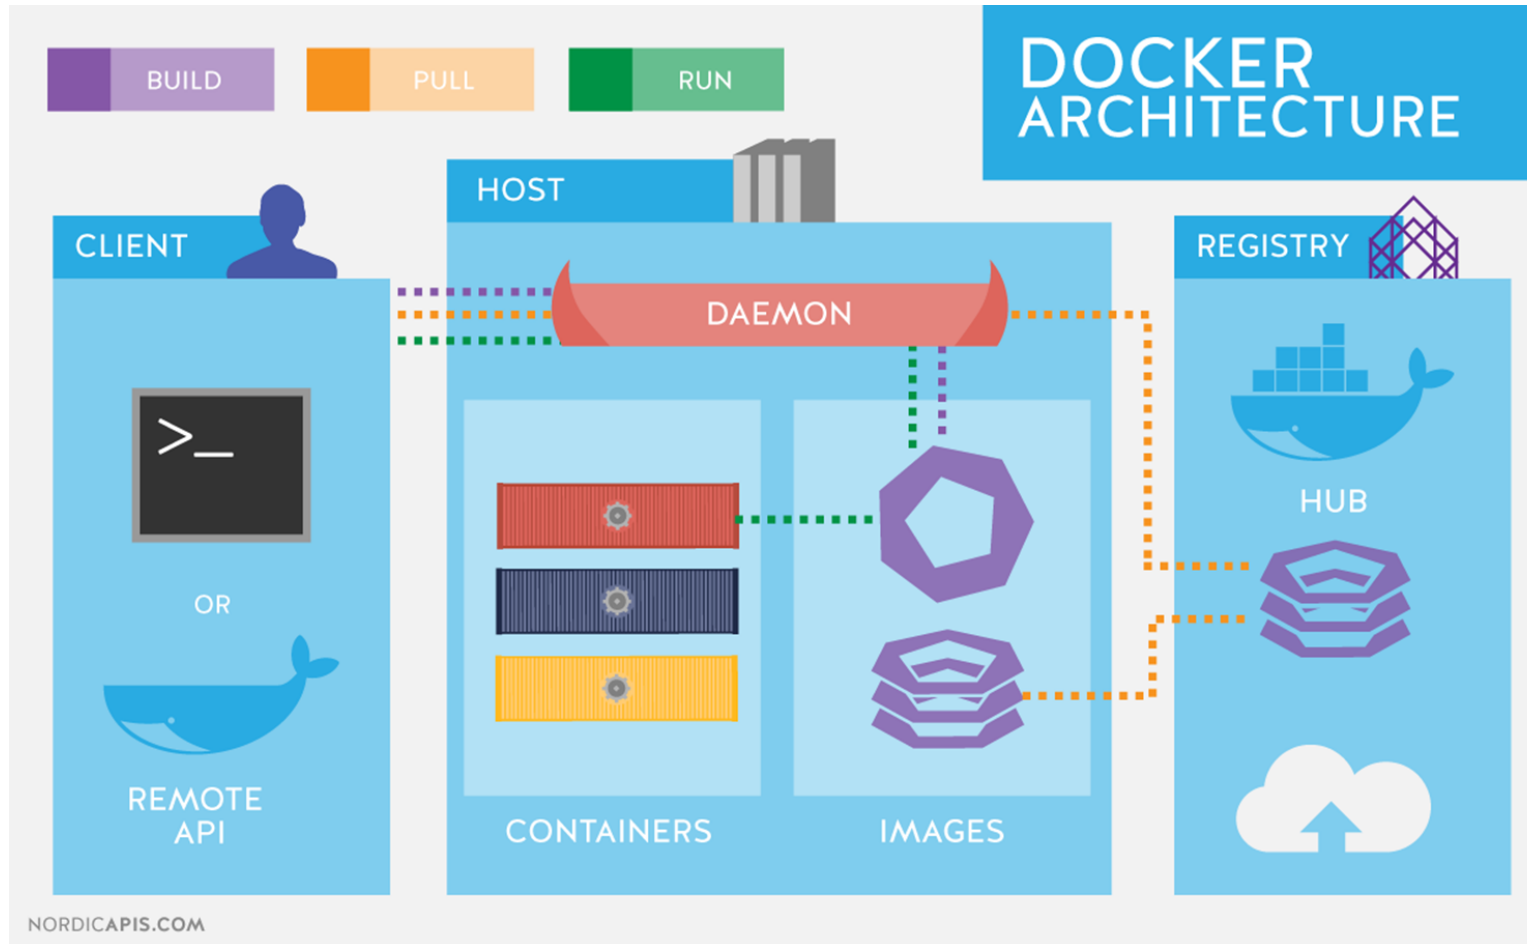 BUILD
PULL
RUN
DOCKER
ARCHITECTURE
CLIENT
>_
OR
REMOTE
API
HOST
DAEMON
CONTAINERS
IMAGES
REGISTRY
HUB
NORDICAPIS.COM